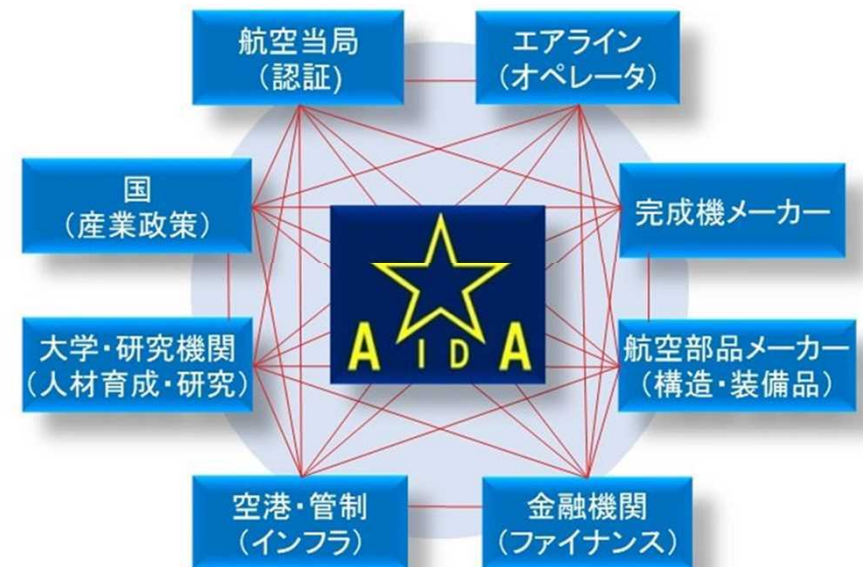 航空当局
(認証)
エアライン
(オペレータ)
国
(産業政策)
完成機メーカー
AIDA
大学・研究機関
(人材育成・研究)
航空部品メーカー
(構造・装備品)
空港・管制
(インフラ)
金融機関
(ファイナンス)